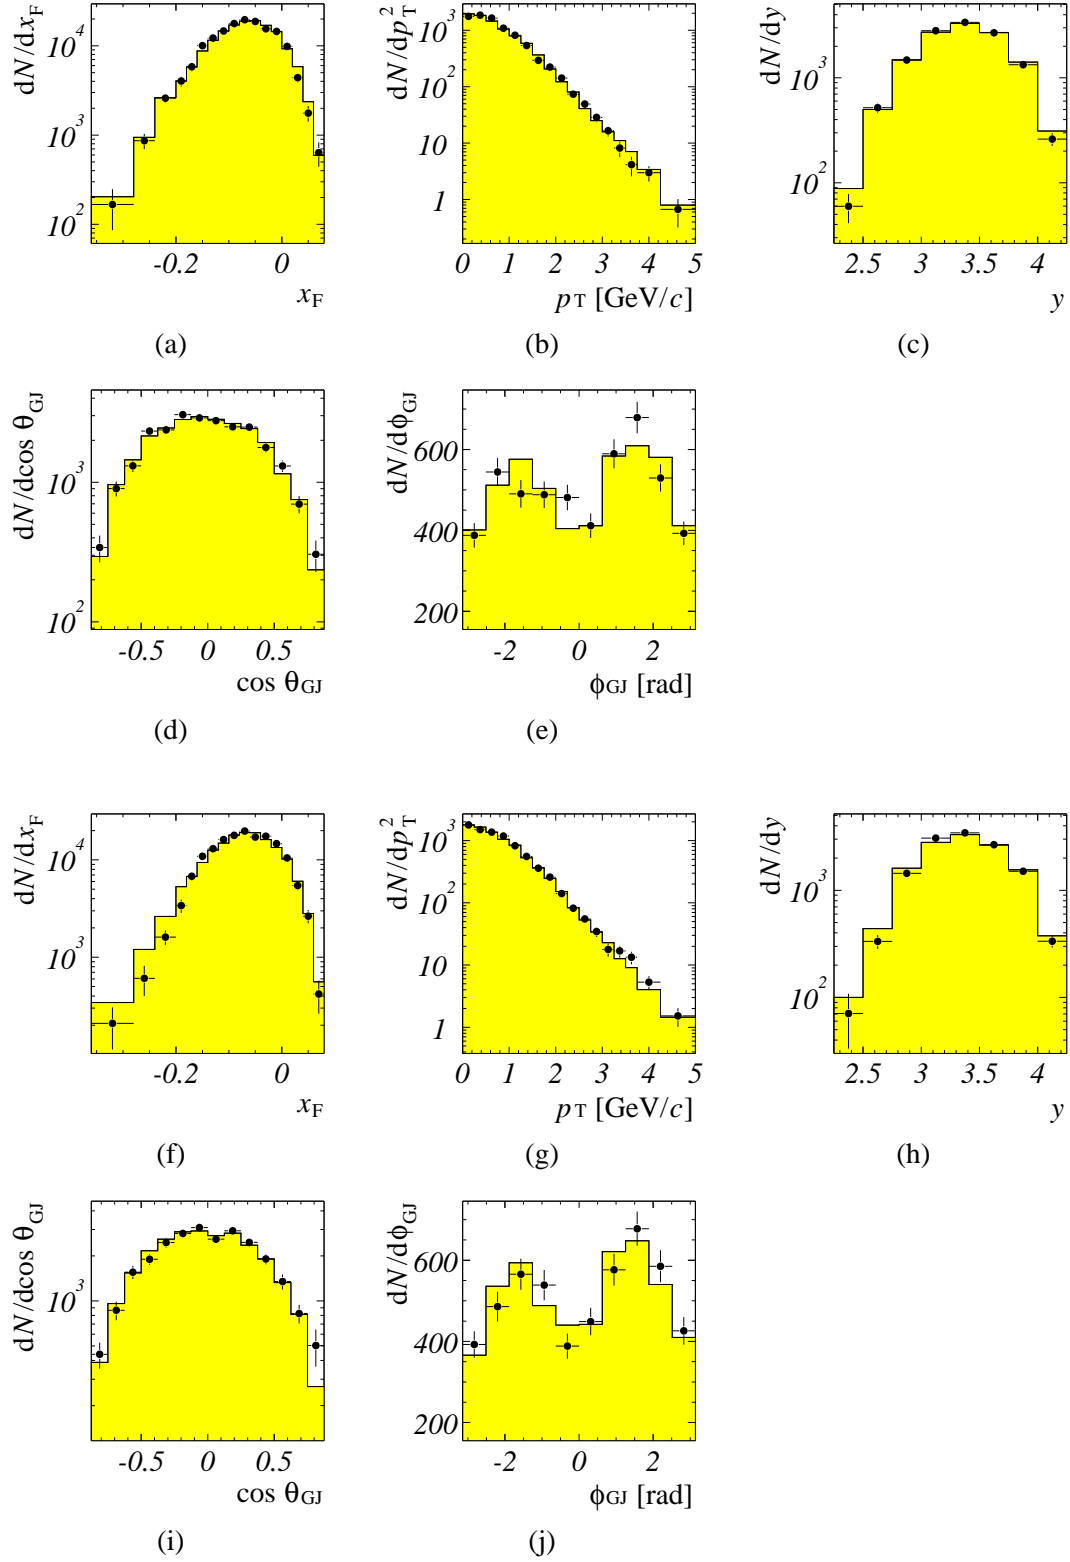 dN/dx_F
10^4
10^3
10^2
-0.2 0
x_F
(a)
dN/dp_T^2
10^3
10^2
10
1
0 1 2 3 4 5
p_T [GeV/c]
(b)
dN/dy
10^3
10^2
2.5 3 3.5 4
y
(c)
dN/dcos θ_GJ
10^3
10^2
-0.5 0 0.5
cos θ_GJ
(d)
dN/dϕ_GJ
600
400
200
-2 0 2
ϕ_GJ [rad]
(e)
dN/dx_F
10^4
10^3
-0.2 0
x_F
(f)
dN/dp_T^2
10^3
10^2
10
1
0 1 2 3 4 5
p_T [GeV/c]
(g)
dN/dy
10^3
10^2
2.5 3 3.5 4
y
(h)
dN/dcos θ_GJ
10^3
-0.5 0 0.5
cos θ_GJ
(i)
dN/dϕ_GJ
600
400
200
-2 0 2
ϕ_GJ [rad]
(j)